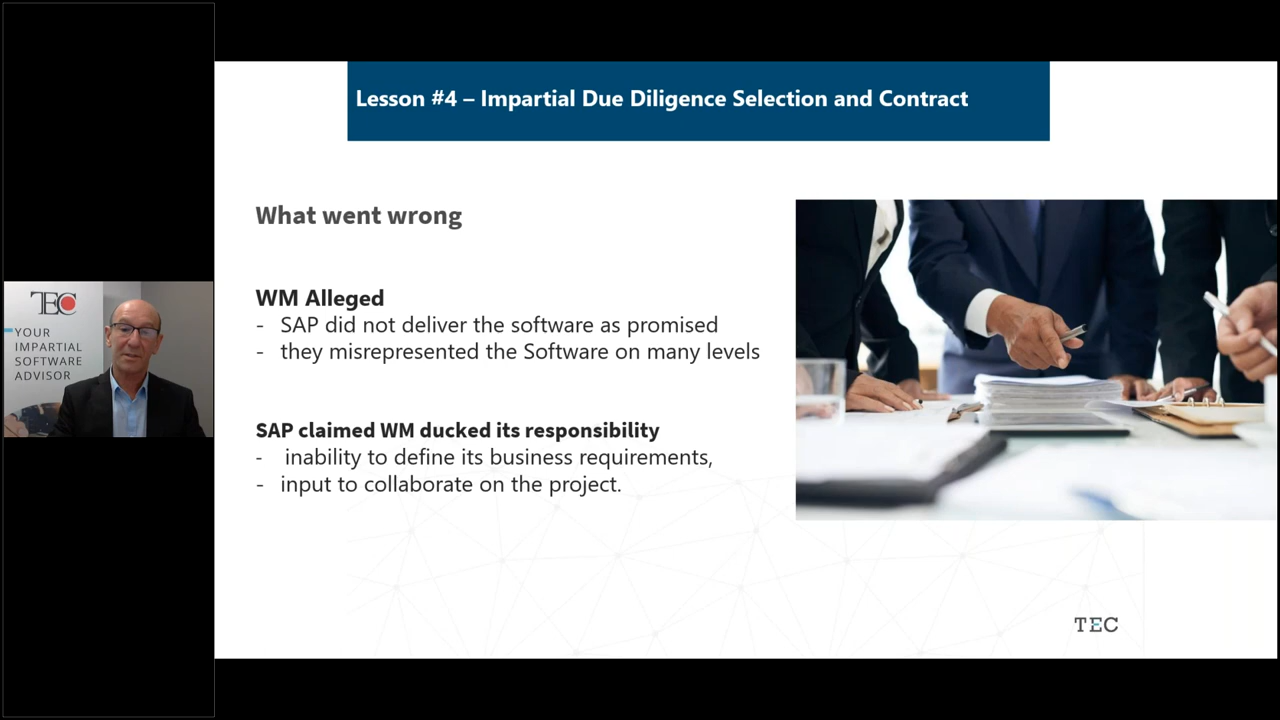 Lesson #4 – Impartial Due Diligence Selection and Contract
What went wrong
WM Alleged
- SAP did not deliver the software as promised
- they misrepresented the Software on many levels
SAP claimed WM ducked its responsibility
- inability to define its business requirements,
- input to collaborate on the project.
TEC
TEC
YOUR
IMPARTIAL
SOFTWARE
ADVISOR